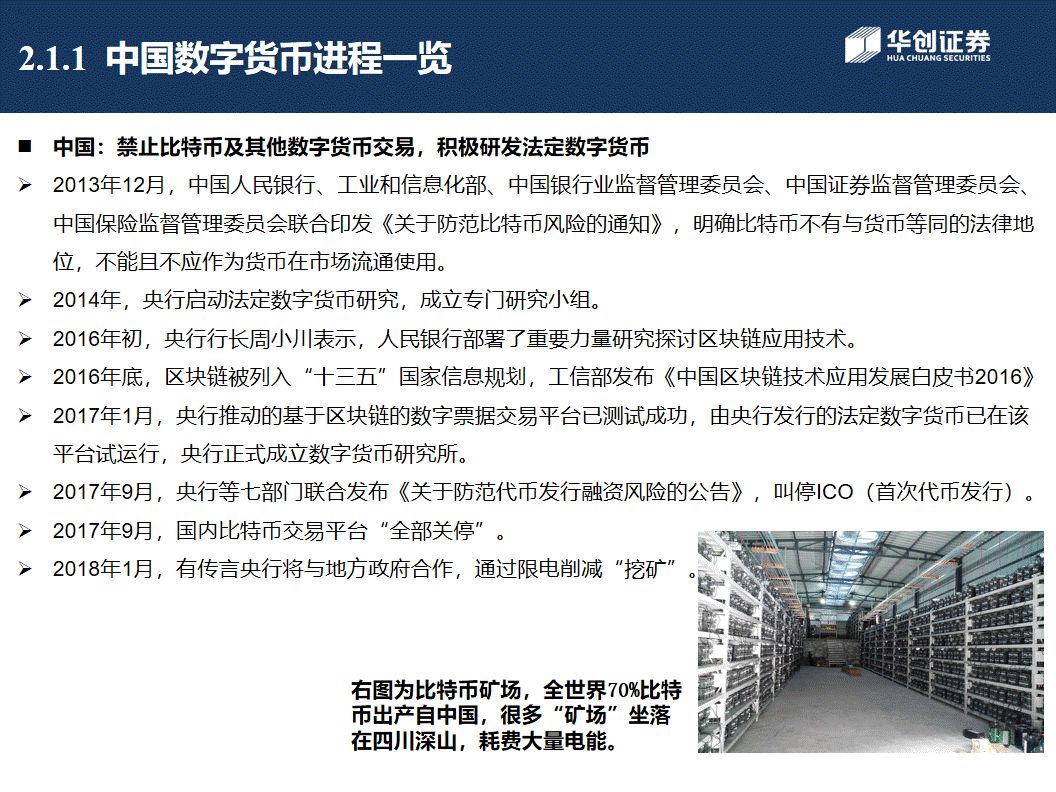 2.1.1 中国数字货币进程一览
华创证券
HUA CHUANG SECURITIES
■ 中国：禁止比特币及其他数字货币交易，积极研发法定数字货币
➢ 2013年12月，中国人民银行、工业和信息化部、中国银行业监督管理委员会、中国证券监督管理委员会、
中国保险监督管理委员会联合印发《关于防范比特币风险的通知》，明确比特币不有与货币等同的法律地
位，不能且不应作为货币在市场流通使用。
➢ 2014年，央行启动法定数字货币研究，成立专门研究小组。
➢ 2016年初，央行行长周小川表示，人民银行部署了重要力量研究探讨区块链应用技术。
➢ 2016年底，区块链被列入“十三五”国家信息规划，工信部发布《中国区块链技术应用发展白皮书2016》
➢ 2017年1月，央行推动的基于区块链的数字票据交易平台已测试成功，由央行发行的法定数字货币已在该
平台试运行，央行正式成立数字货币研究所。
➢ 2017年9月，央行等七部门联合发布《关于防范代币发行融资风险的公告》，叫停ICO（首次代币发行）。
➢ 2017年9月，国内比特币交易平台“全部关停”。
➢ 2018年1月，有传言央行将与地方政府合作，通过限电削减“挖矿”。
右图为比特币矿场，全世界70%比特
币出产自中国，很多“矿场”坐落
在四川深山，耗费大量电能。